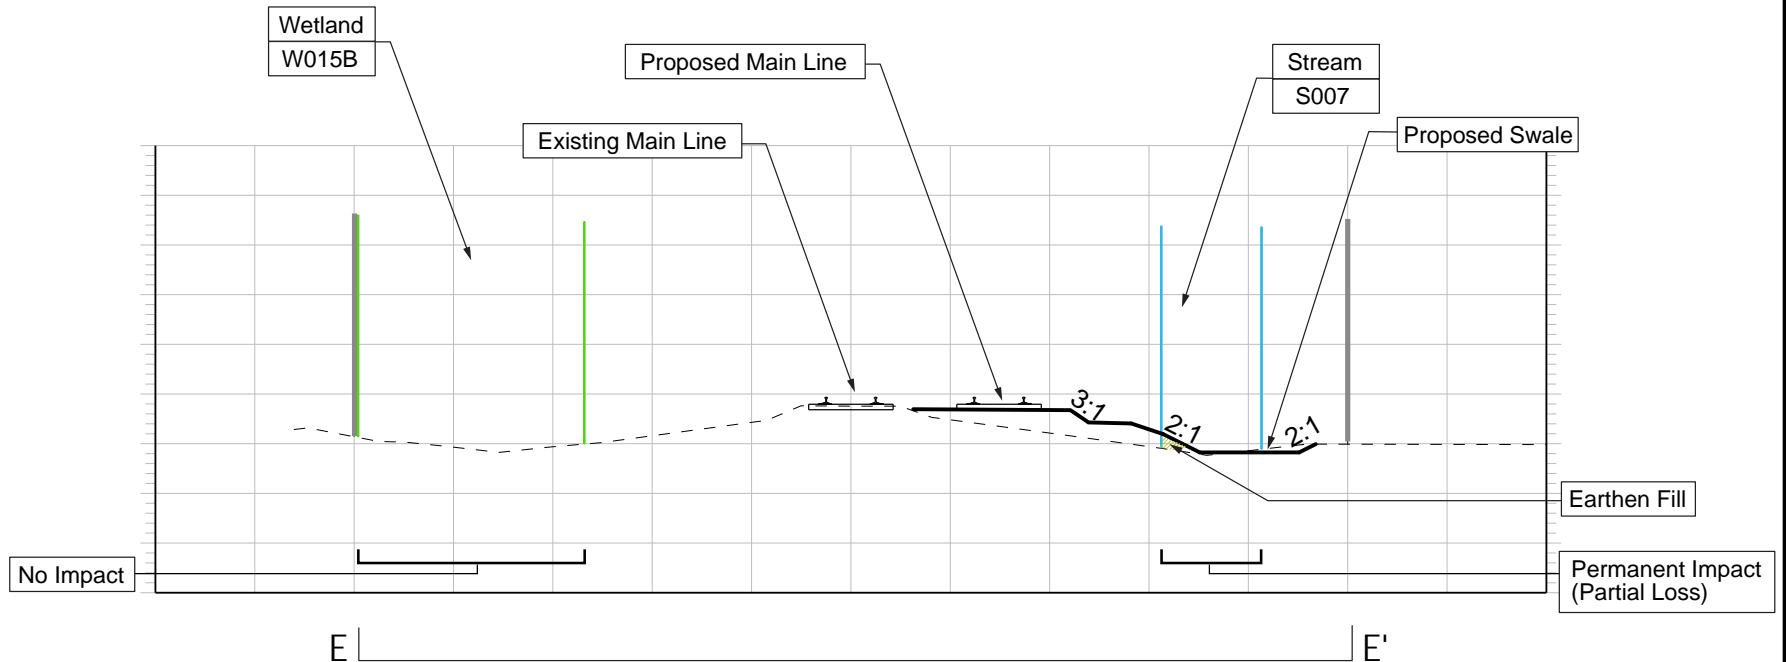 Wetland
W015B
Proposed Main Line
Stream
S007
Existing Main Line
Proposed Swale
3:1
2:1
2:1
Earthen Fill
No Impact
Permanent Impact
(Partial Loss)
E
E'